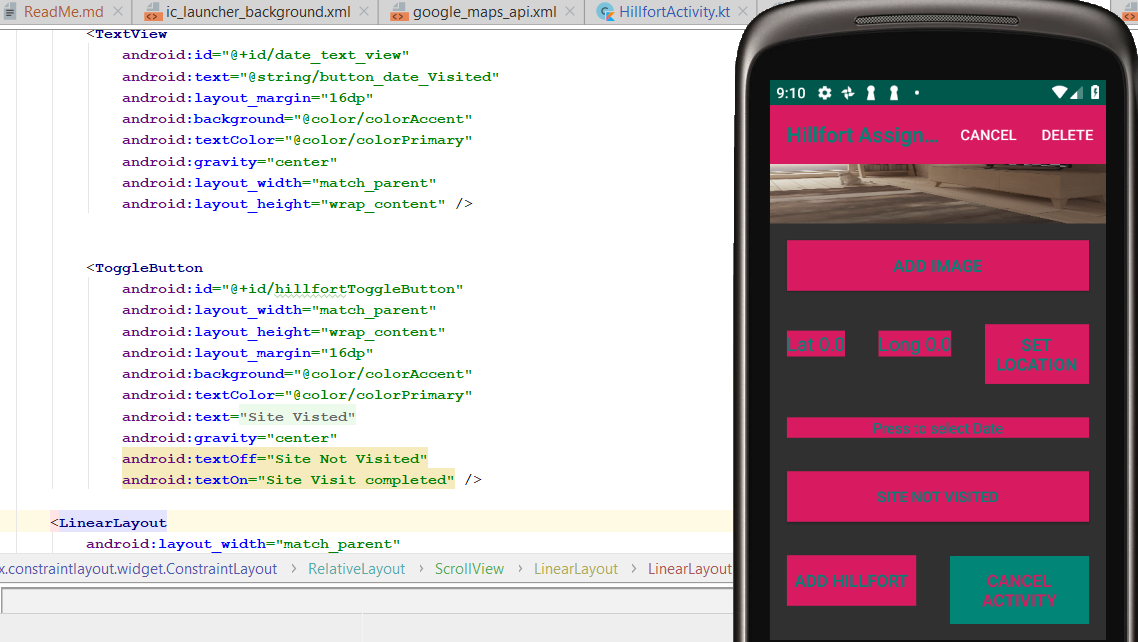 ReadMe.md
ic_launcher_background.xml
google_maps_api.xml
HillfortActivity.kt
<TextView
android:id="@+id/date_text_view"
android:text="@string/button_date_Visited"
android:layout_margin="16dp"
android:background="@color/colorAccent"
android:textColor="@color/colorPrimary"
android:gravity="center"
android:layout_width="match_parent"
android:layout_height="wrap_content" />
<ToggleButton
android:id="@+id/hillfortToggleButton"
android:layout_width="match_parent"
android:layout_height="wrap_content"
android:layout_margin="16dp"
android:background="@color/colorAccent"
android:textColor="@color/colorPrimary"
android:text="Site Visted"
android:gravity="center"
android:textOff="Site Not Visited"
android:textOn="Site Visit completed" />
<LinearLayout
android:layout_width="match_parent"
x.constraintlayout.widget.ConstraintLayout › RelativeLayout › ScrollView › LinearLayout › LinearLayout
9:10
Hillfort Assign... CANCEL DELETE
ADD IMAGE
Lat 0.0 Long 0.0 SET
LOCATION
Press to select Date
SITE NOT VISITED
ADD HILLFORT CANCEL
ACTIVITY